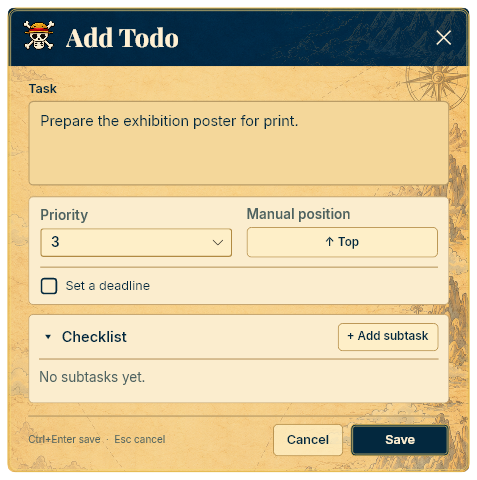 Add Todo
Task
Prepare the exhibition poster for print.
Priority
Manual position
3
↑ Top
Set a deadline
Checklist
+ Add subtask
No subtasks yet.
Ctrl+Enter save · Esc cancel
Cancel
Save